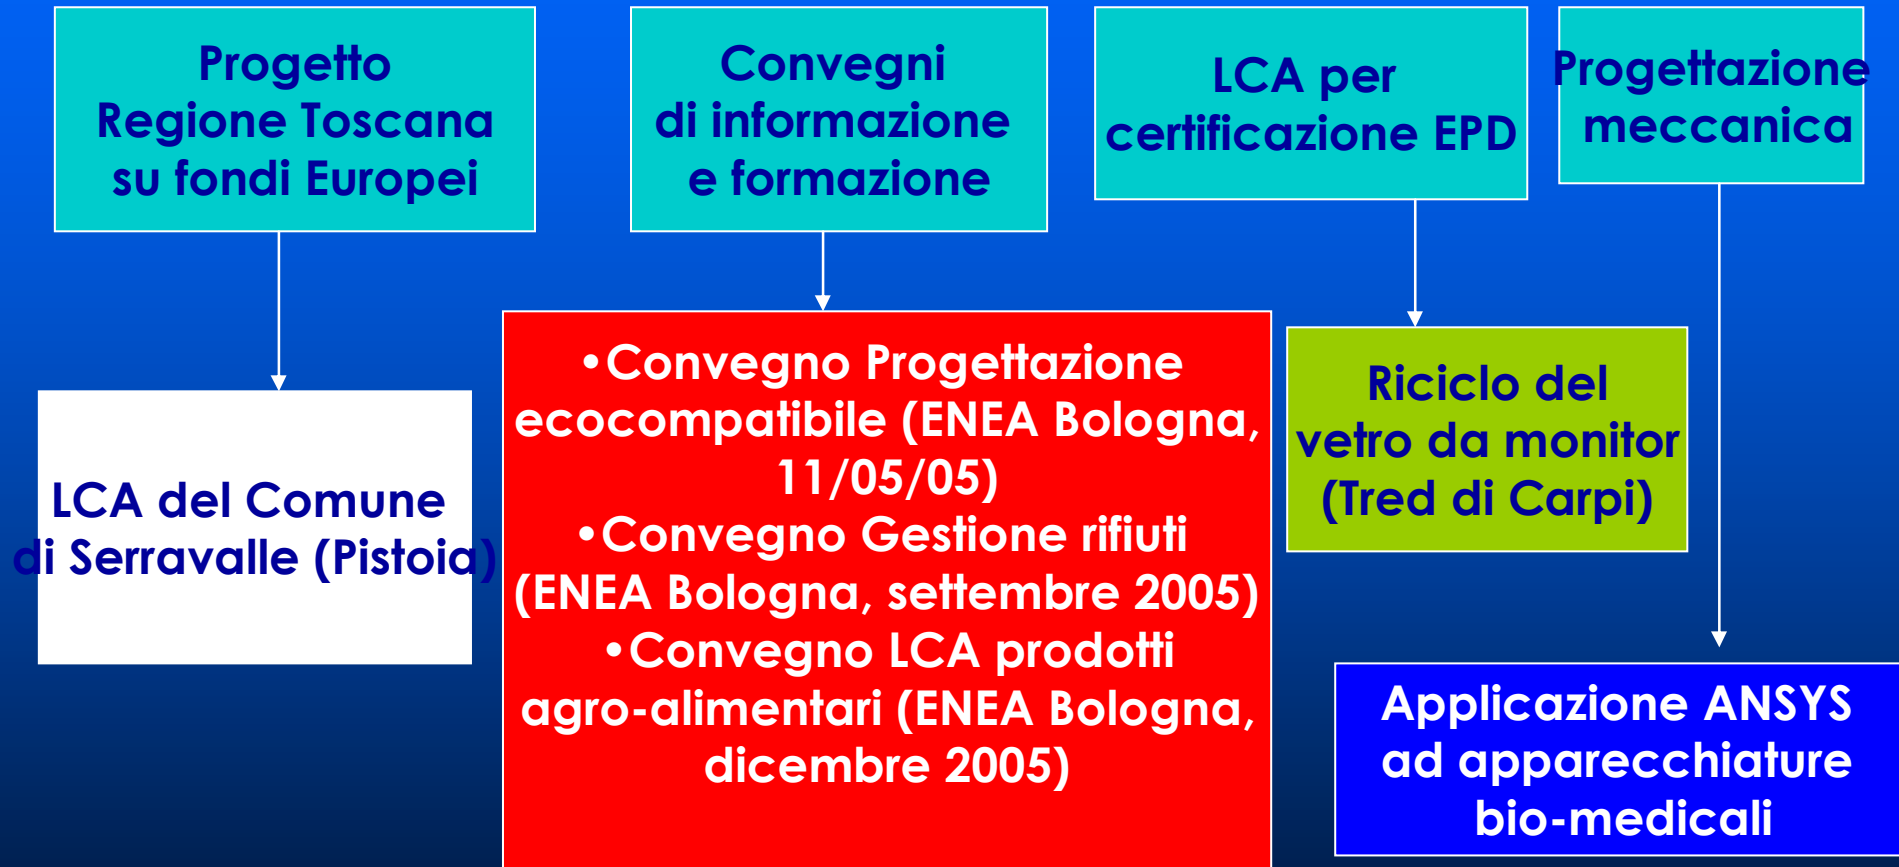 Progetto
Regione Toscana
su fondi Europei
Convegni
di informazione
e formazione
LCA per
certificazione EPD
Progettazione
meccanica
LCA del Comune
di Serravalle (Pistoia)
•Convegno Progettazione
ecocompatibile (ENEA Bologna,
11/05/05)
•Convegno Gestione rifiuti
(ENEA Bologna, settembre 2005)
•Convegno LCA prodotti
agro-alimentari (ENEA Bologna,
dicembre 2005)
Riciclo del
vetro da monitor
(Tred di Carpi)
Applicazione ANSYS
ad apparecchiature
bio-medicali